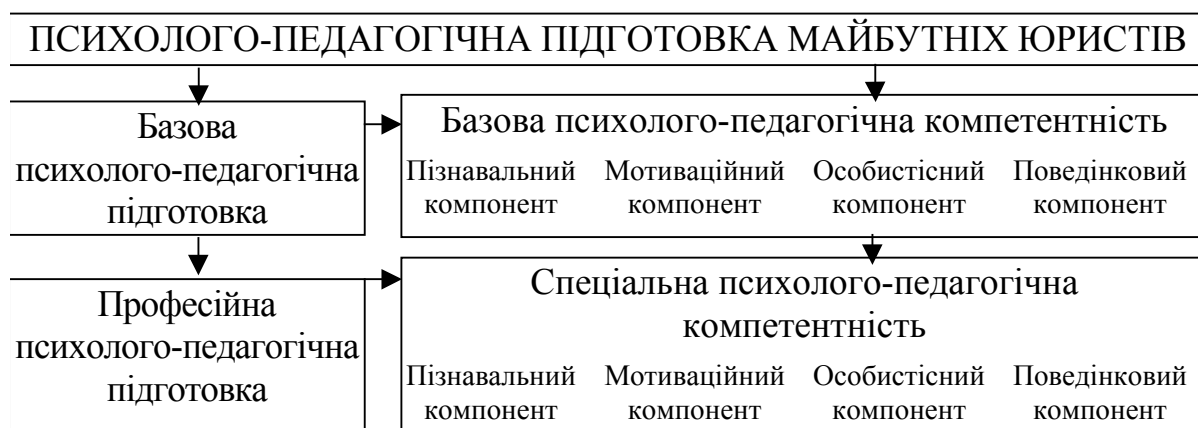 ПСИХОЛОГО-ПЕДАГОГІЧНА ПІДГОТОВКА МАЙБУТНІХ ЮРИСТІВ
Базова
психолого-педагогічна
підготовка
Базова психолого-педагогічна компетентність
Пізнавальний Мотиваційний Особистісний Поведінковий
компонент компонент компонент компонент
Професійна
психолого-педагогічна
підготовка
Спеціальна психолого-педагогічна
компетентність
Пізнавальний Мотиваційний Особистісний Поведінковий
компонент компонент компонент компонент